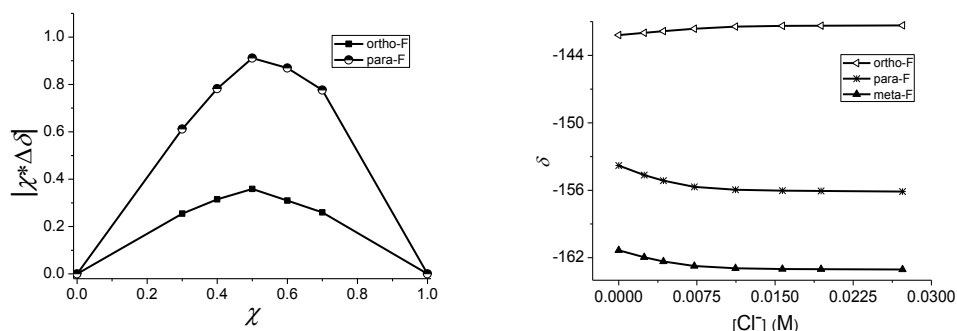 1.0
0.8
0.6
0.4
0.2
0.0
|χ*Δδ|
ortho-F
para-F
0.0 0.2 0.4 0.6 0.8 1.0
χ
-144
-150
-156
-162
δ
ortho-F
para-F
meta-F
0.0000 0.0075 0.0150 0.0225 0.0300
[Cl⁻] (M)